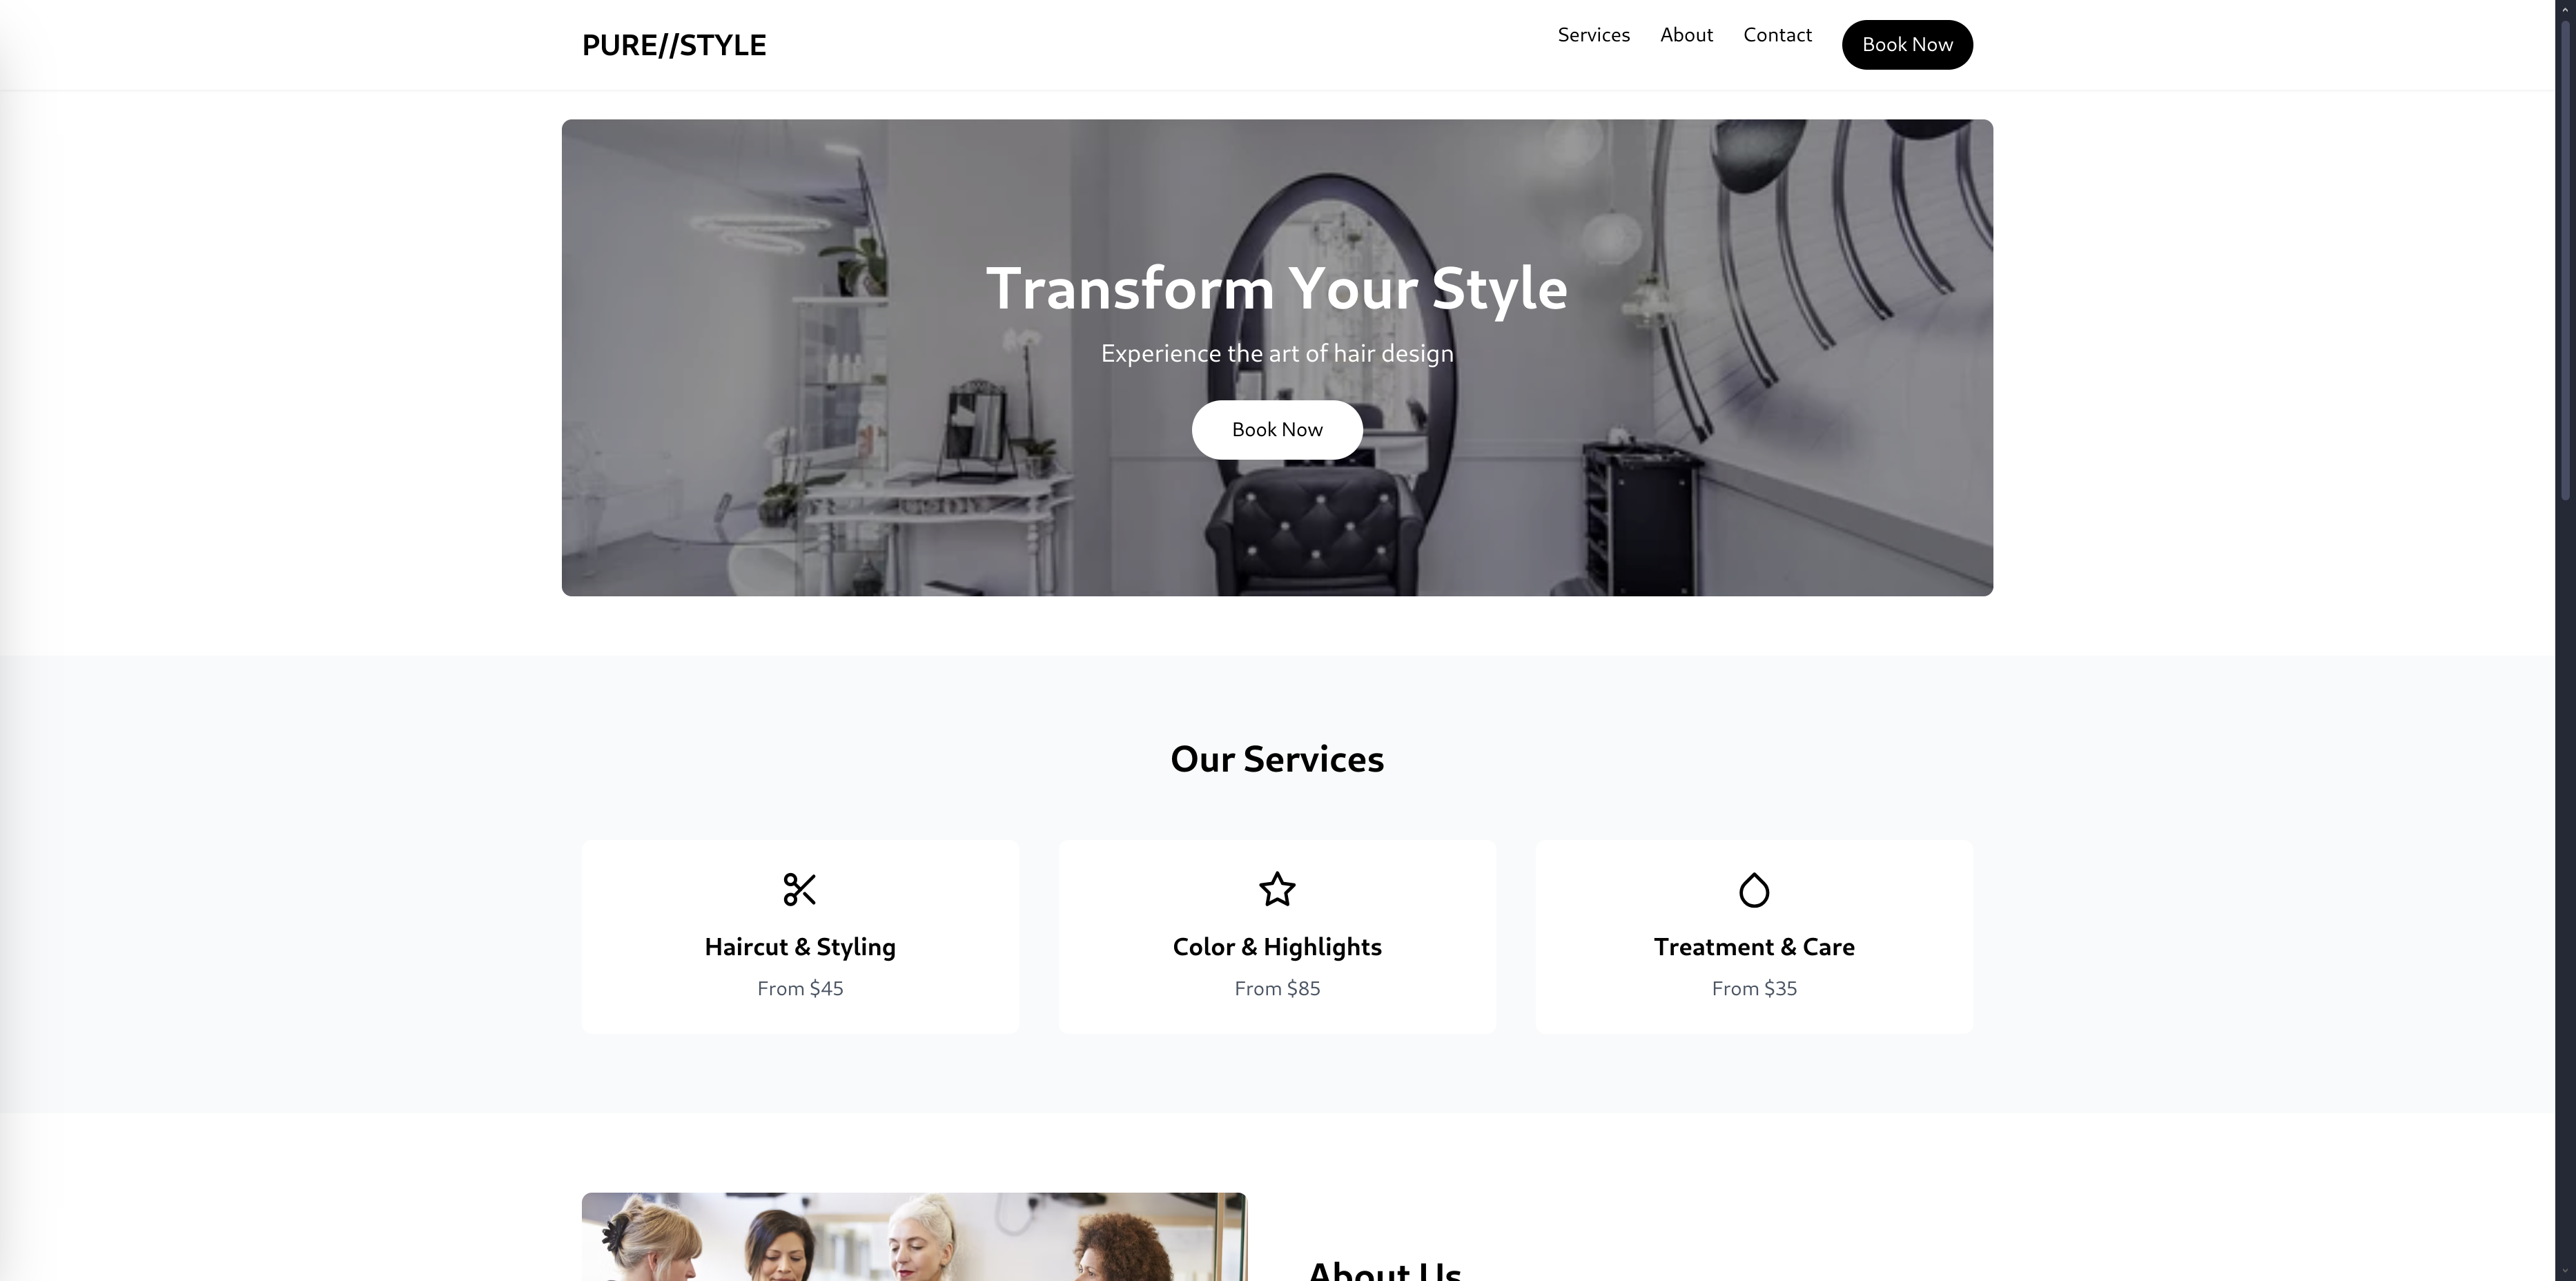 PURE//STYLE
Services
About
Contact
Book Now
Transform Your Style
Experience the art of hair design
Book Now
Our Services
Haircut & Styling
From $45
Color & Highlights
From $85
Treatment & Care
From $35
About Us